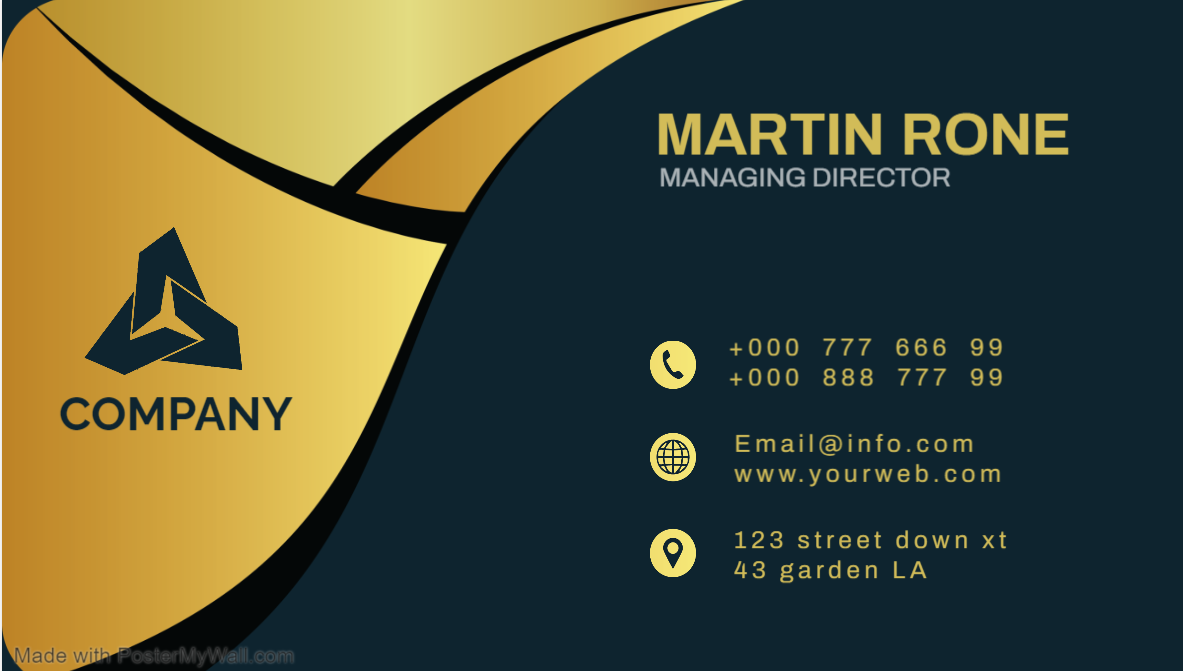 MARTIN RONE
MANAGING DIRECTOR
COMPANY
+000 777 666 99
+000 888 777 99
Email@info.com
www.yourweb.com
123 street down xt
43 garden LA
Made with PosterMyWall.com